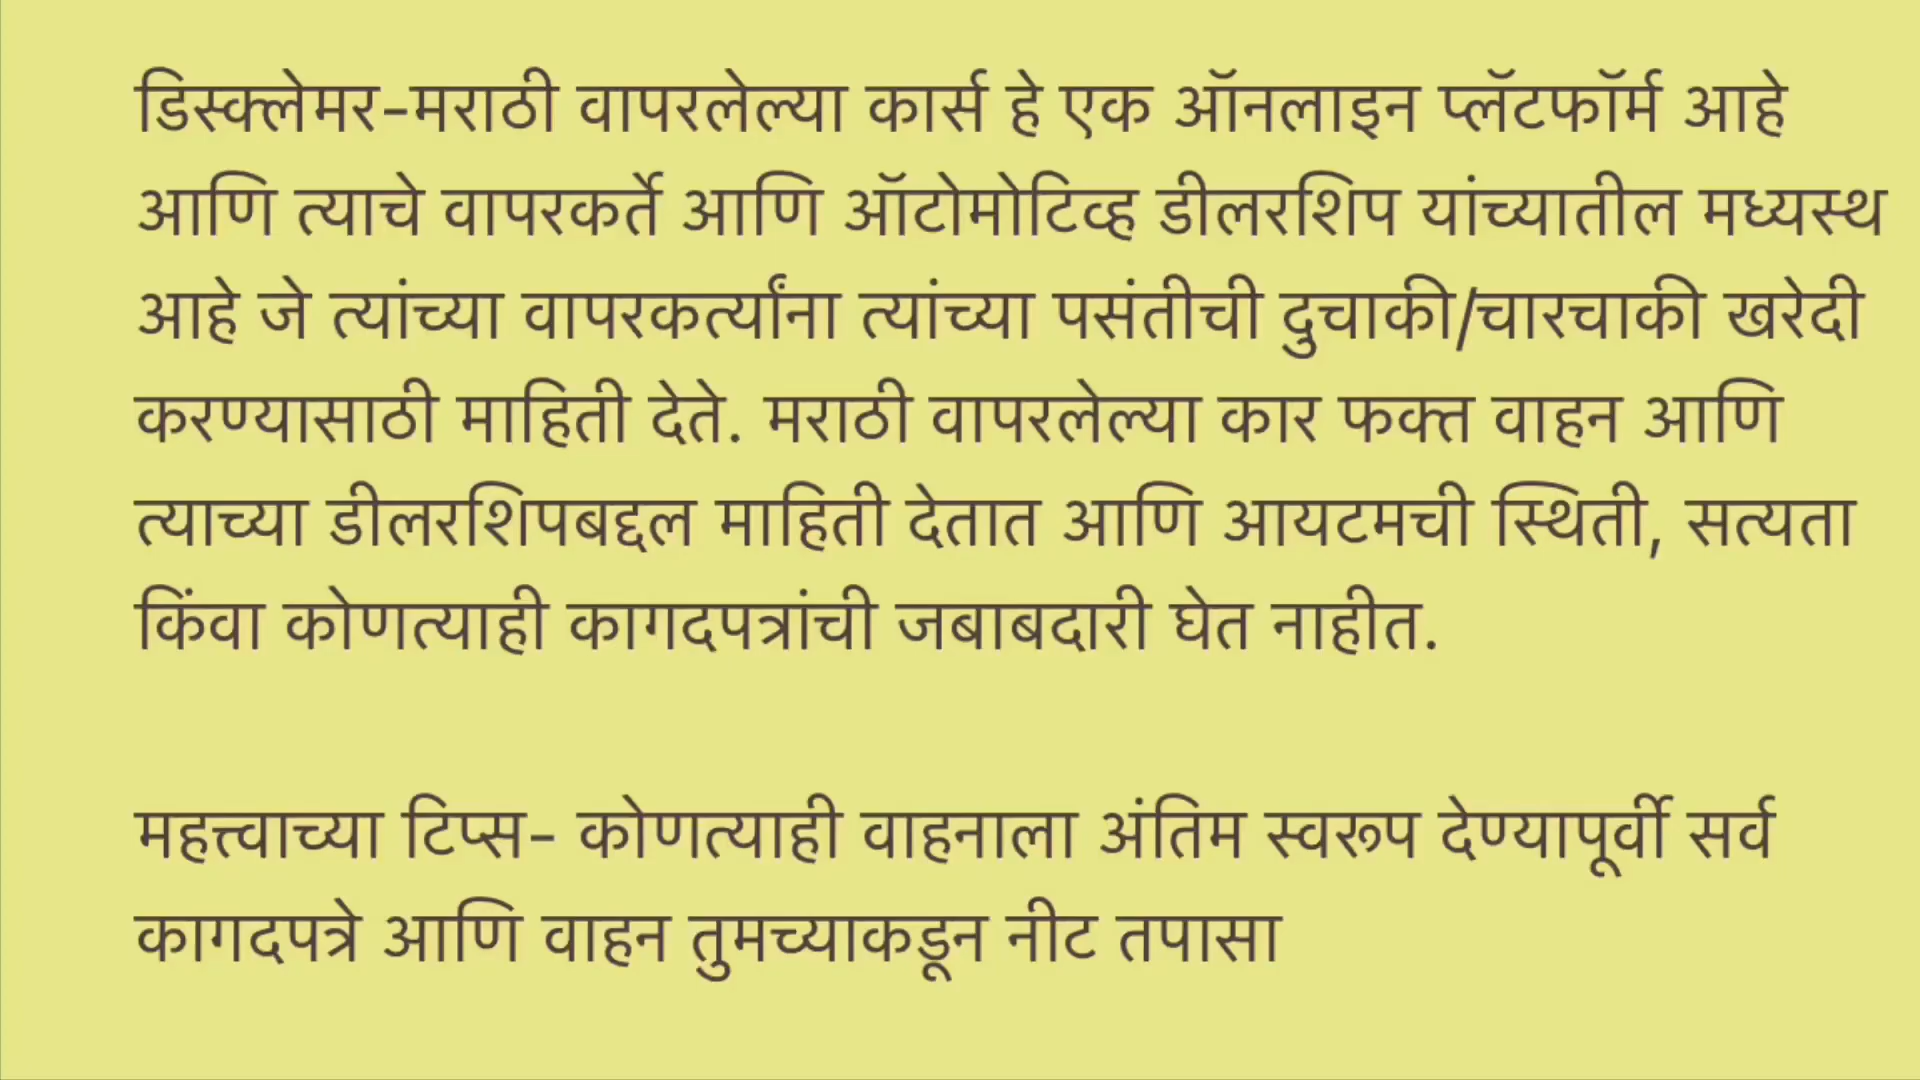 डिस्क्लेमर-मराठी वापरलेल्या कार्स हे एक ऑनलाइन प्लॅटफॉर्म आहे
आणि त्याचे वापरकर्ते आणि ऑटोमोटिव्ह डीलरशिप यांच्यातील मध्यस्थ
आहे जे त्यांच्या वापरकर्त्यांना त्यांच्या पसंतीची दुचाकी/चारचाकी खरेदी
करण्यासाठी माहिती देते. मराठी वापरलेल्या कार फक्त वाहन आणि
त्याच्या डीलरशिपबद्दल माहिती देतात आणि आयटमची स्थिती, सत्यता
किंवा कोणत्याही कागदपत्रांची जबाबदारी घेत नाहीत.
महत्त्वाच्या टिप्स- कोणत्याही वाहनाला अंतिम स्वरूप देण्यापूर्वी सर्व
कागदपत्रे आणि वाहन तुमच्याकडून नीट तपासा